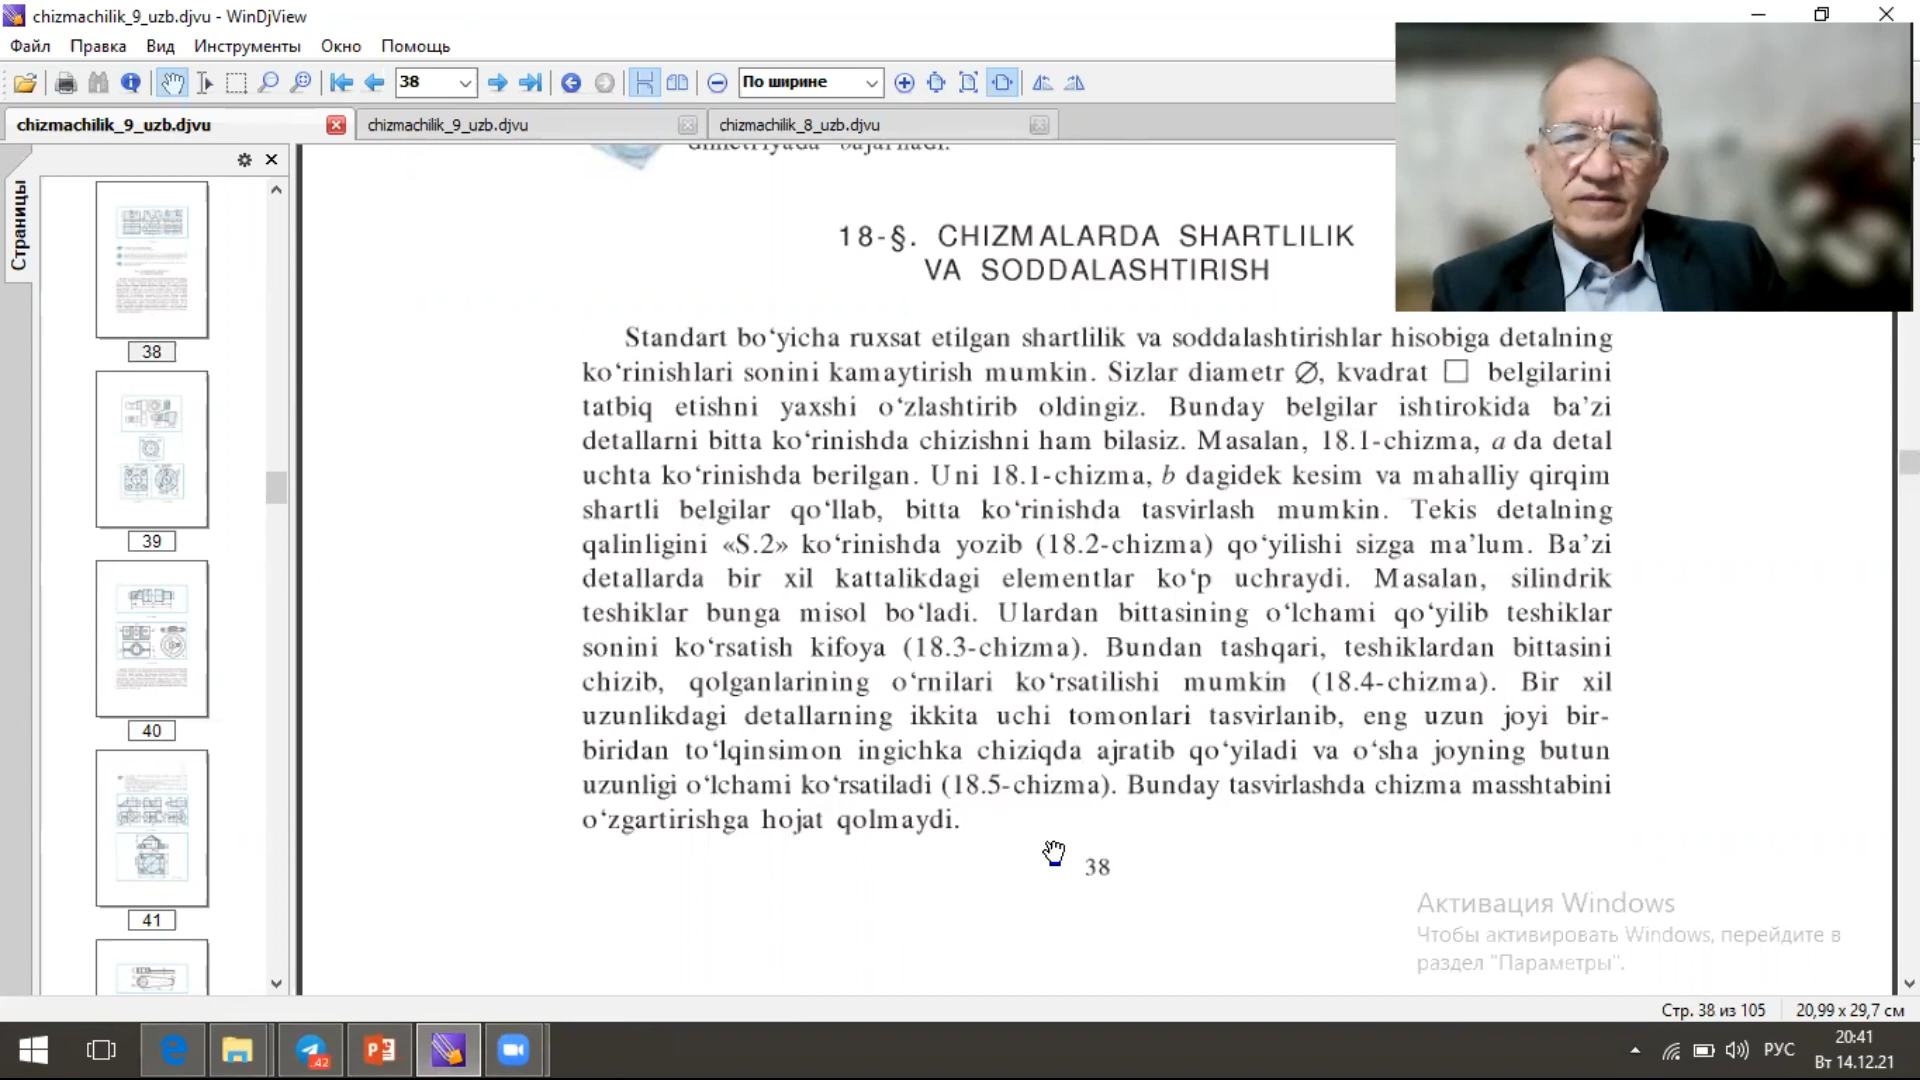 chizmachilik_9_uzb.djvu - WinDjView
Файл Правка Вид Инструменты Окно Помощь
38 По ширине
chizmachilik_9_uzb.djvu chizmachilik_9_uzb.djvu chizmachilik_8_uzb.djvu
Страницы
38
39
40
41
18-§. CHIZMALARDA SHARTLILIK
VA SODDALASHTIRISH
Standart bo‘yicha ruxsat etilgan shartlilik va soddalashtirishlar hisobiga detalning
ko‘rinishlari sonini kamaytirish mumkin. Sizlar diametr ∅, kvadrat □ belgilarini
tatbiq etishni yaxshi o‘zlashtirib oldingiz. Bunday belgilar ishtirokida ba’zi
detallarni bitta ko‘rinishda chizishni ham bilasiz. Masalan, 18.1-chizma, a da detal
uchta ko‘rinishda berilgan. Uni 18.1-chizma, b dagidek kesim va mahalliy qirqim
shartli belgilar qo‘llab, bitta ko‘rinishda tasvirlash mumkin. Tekis detalning
qalinligini «S.2» ko‘rinishda yozib (18.2-chizma) qo‘yilishi sizga ma’lum. Ba’zi
detallarda bir xil kattalikdagi elementlar ko‘p uchraydi. Masalan, silindrik
teshiklar bunga misol bo‘ladi. Ulardan bittasining o‘lchami qo‘yilib teshiklar
sonini ko‘rsatish kifoya (18.3-chizma). Bundan tashqari, teshiklardan bittasini
chizib, qolganlarining o‘rnilari ko‘rsatilishi mumkin (18.4-chizma). Bir xil
uzunlikdagi detallarning ikkita uchi tomonlari tasvirlanib, eng uzun joyi bir-
biridan to‘lqinsimon ingichka chiziqda ajratib qo‘yiladi va o‘sha joyning butun
uzunligi o‘lchami ko‘rsatiladi (18.5-chizma). Bunday tasvirlashda chizma masshtabini
o‘zgartirishga hojat qolmaydi.
38
Активация Windows
Чтобы активировать Windows, перейдите в
раздел "Параметры".
Стр. 38 из 105 20,99 x 29,7 см
42
РУС
20:41
Вт 14.12.21